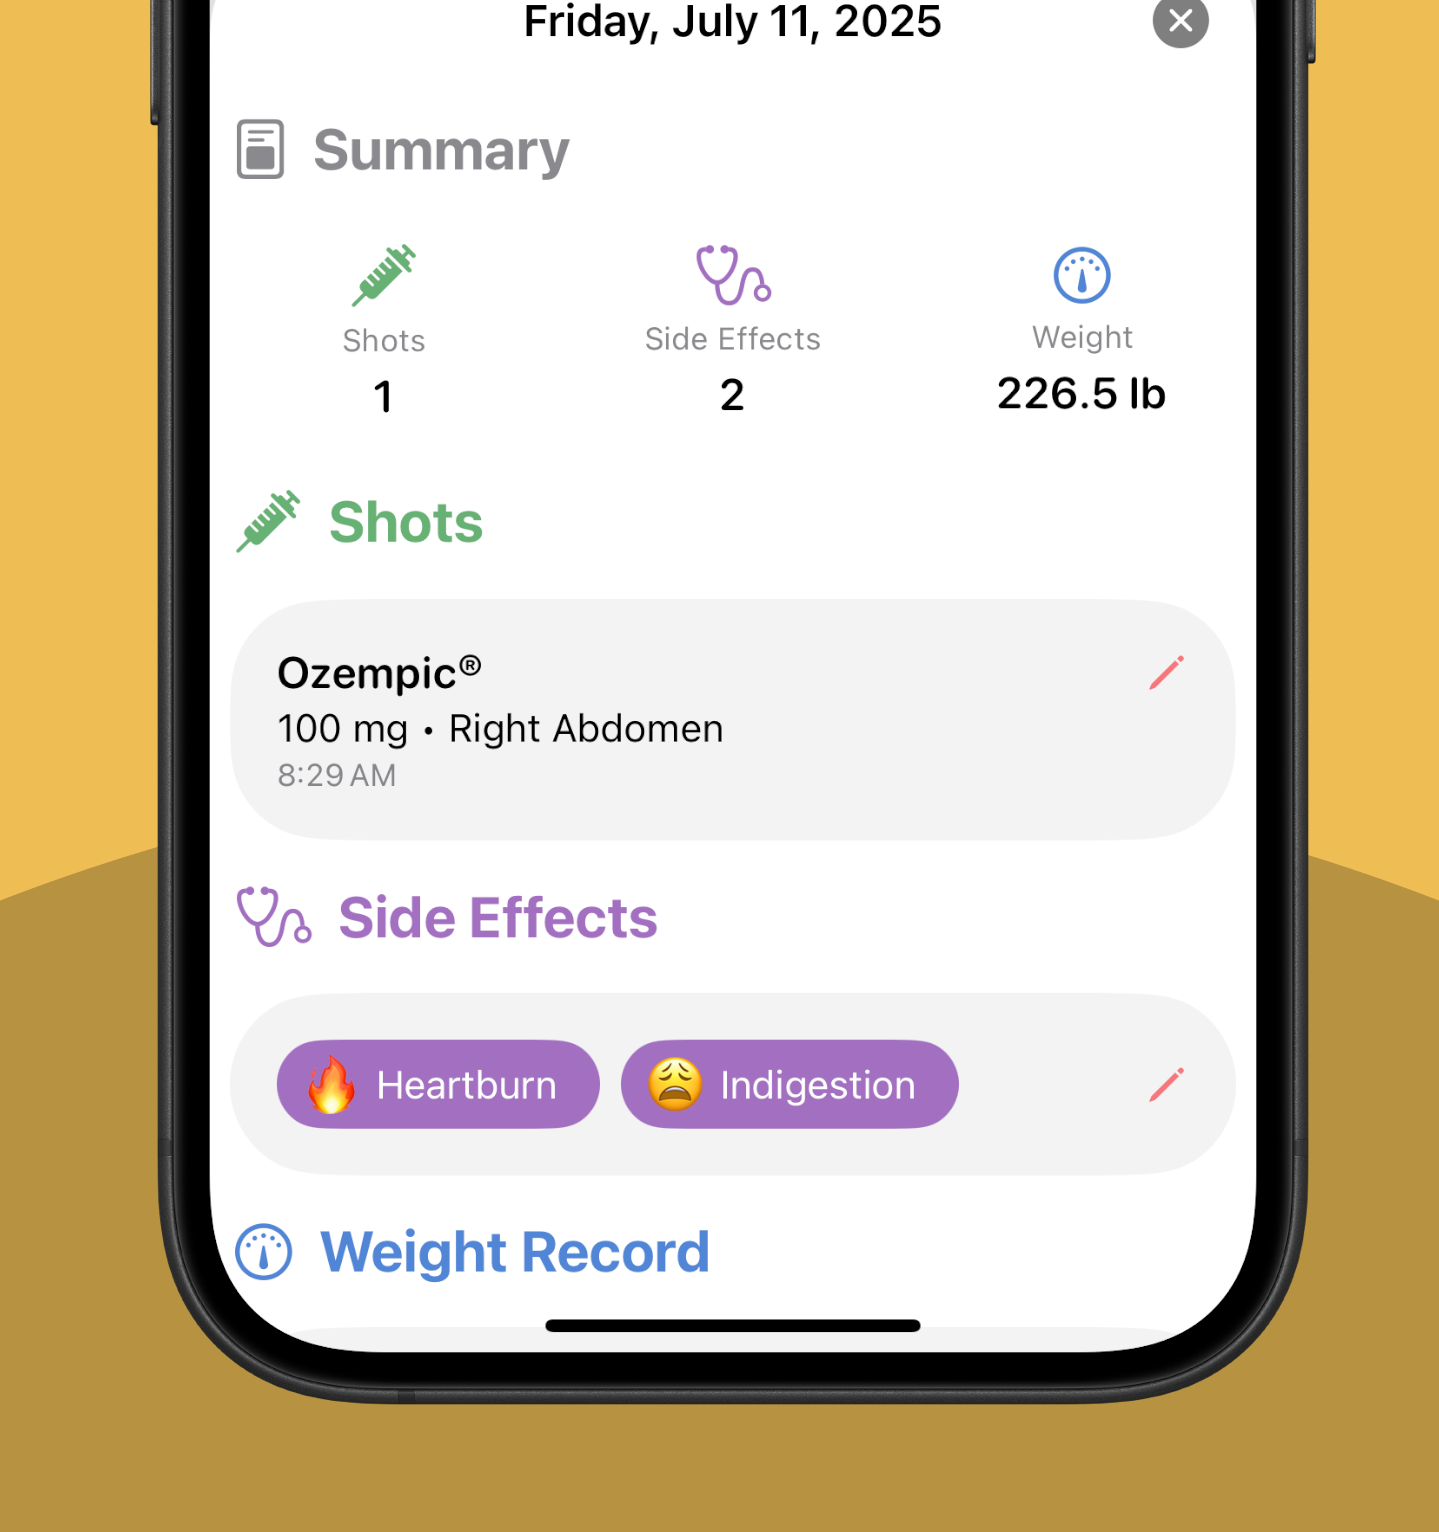 Friday, July 11, 2025
Summary
Shots
Side Effects
Weight
1
2
226.5 lb
Shots
Ozempic®
100 mg • Right Abdomen
8:29 AM
Side Effects
Heartburn
Indigestion
Weight Record